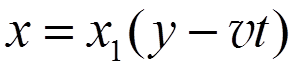 x = x₁(y − vt)